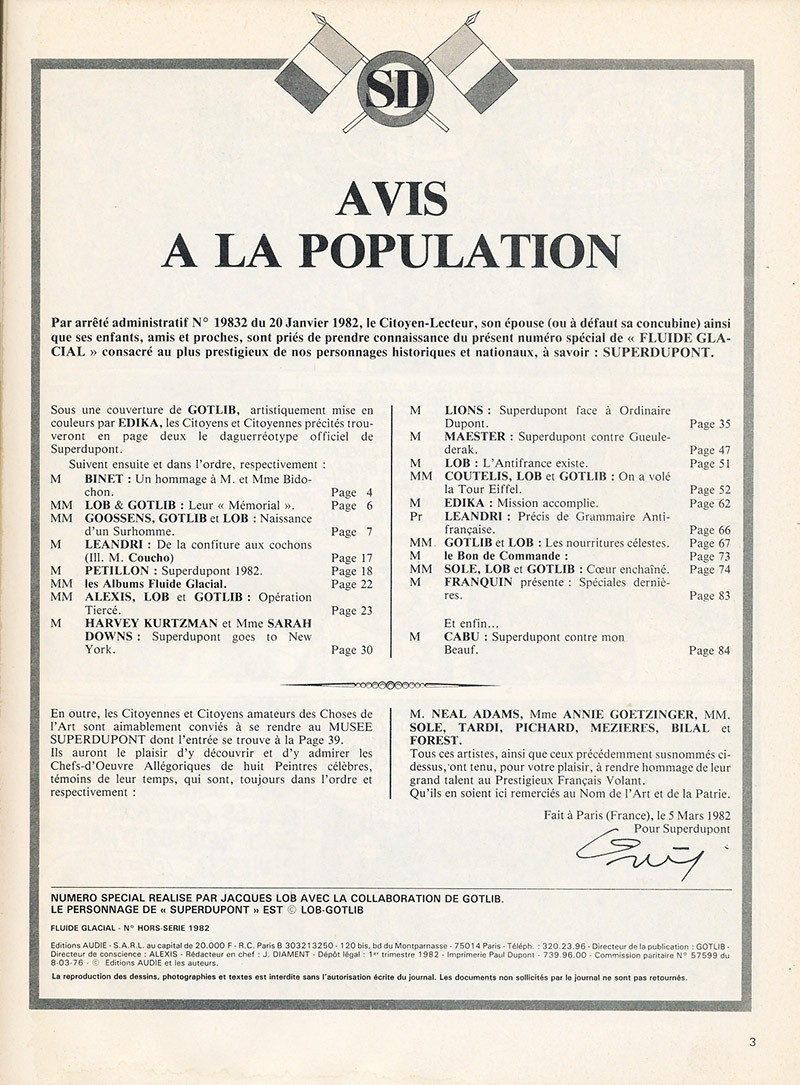 SD
AVIS
A LA POPULATION
Par arrêté administratif N° 19832 du 20 Janvier 1982, le Citoyen-Lecteur, son épouse (ou à défaut sa concubine) ainsi
que ses enfants, amis et proches, sont priés de prendre connaissance du présent numéro spécial de « FLUIDE GLA-
CIAL » consacré au plus prestigieux de nos personnages historiques et nationaux, à savoir : SUPERDUPONT.
Sous une couverture de GOTLIB, artistiquement mise en
couleurs par EDIKA, les Citoyens et Citoyennes précités trou-
veront en page deux le daguerréotype officiel de
Superdupont.
Suivent ensuite et dans l'ordre, respectivement :
M BINET : Un hommage à M. et Mme Bido-
chon. Page 4
MM LOB & GOTLIB : Leur « Mémorial ». Page 6
MM GOOSSENS, GOTLIB et LOB : Naissance
d'un Surhomme. Page 7
M LEANDRI : De la confiture aux cochons
(Ill. M. Coucho) Page 17
M PETILLON : Superdupont 1982. Page 18
MM les Albums Fluide Glacial. Page 22
MM ALEXIS, LOB et GOTLIB : Opération
Tiercé. Page 23
M HARVEY KURTZMAN et Mme SARAH
DOWNS : Superdupont goes to New
York. Page 30
M LIONS : Superdupont face à Ordinaire
Dupont. Page 35
M MAESTER : Superdupont contre Gueule-
derak. Page 47
M LOB : L'Antifrance existe. Page 51
MM COUTELIS, LOB et GOTLIB : On a volé
la Tour Eiffel. Page 52
M EDIKA : Mission accomplie. Page 62
Pr LEANDRI : Précis de Grammaire Anti-
française. Page 66
MM GOTLIB et LOB : Les nourritures célestes. Page 67
M le Bon de Commande : Page 73
MM SOLE, LOB et GOTLIB : Cœur enchaîné. Page 74
M FRANQUIN présente : Spéciales derniè-
res. Page 83
Et enfin...
M CABU : Superdupont contre mon
Beauf. Page 84
En outre, les Citoyennes et Citoyens amateurs des Choses de
l'Art sont aimablement conviés à se rendre au MUSEE
SUPERDUPONT dont l'entrée se trouve à la Page 39.
Ils auront le plaisir d'y découvrir et d'y admirer les
Chefs-d'Oeuvre Allégoriques de huit Peintres célèbres,
témoins de leur temps, qui sont, toujours dans l'ordre et
respectivement :
M. NEAL ADAMS, Mme ANNIE GOETZINGER, MM.
SOLE, TARDI, PICHARD, MEZIERES, BILAL et
FOREST.
Tous ces artistes, ainsi que ceux précédemment susnommés ci-
dessus, ont tenu, pour votre plaisir, à rendre hommage de leur
grand talent au Prestigieux Français Volant.
Qu'ils en soient ici remerciés au Nom de l'Art et de la Patrie.
Fait à Paris (France), le 5 Mars 1982
Pour Superdupont
NUMERO SPECIAL REALISE PAR JACQUES LOB AVEC LA COLLABORATION DE GOTLIB.
LE PERSONNAGE DE « SUPERDUPONT » EST © LOB-GOTLIB
FLUIDE GLACIAL - N° HORS-SERIE 1982
Editions AUDIE - S.A.R.L. au capital de 20.000 F - R.C. Paris B 303213250 - 120 bis, bd du Montparnasse - 75014 Paris - Téléph. : 320.23.96 - Directeur de la publication : GOTLIB -
Directeur de conscience : ALEXIS - Rédacteur en chef : J. DIAMENT - Dépôt légal : 1er trimestre 1982 - Imprimerie Paul Dupont - 739.96.00 - Commission paritaire N° 57599 du
8-03-76 - © Editions AUDIE et les auteurs.
La reproduction des dessins, photographies et textes est interdite sans l'autorisation écrite du journal. Les documents non sollicités par le journal ne sont pas retournés.
3